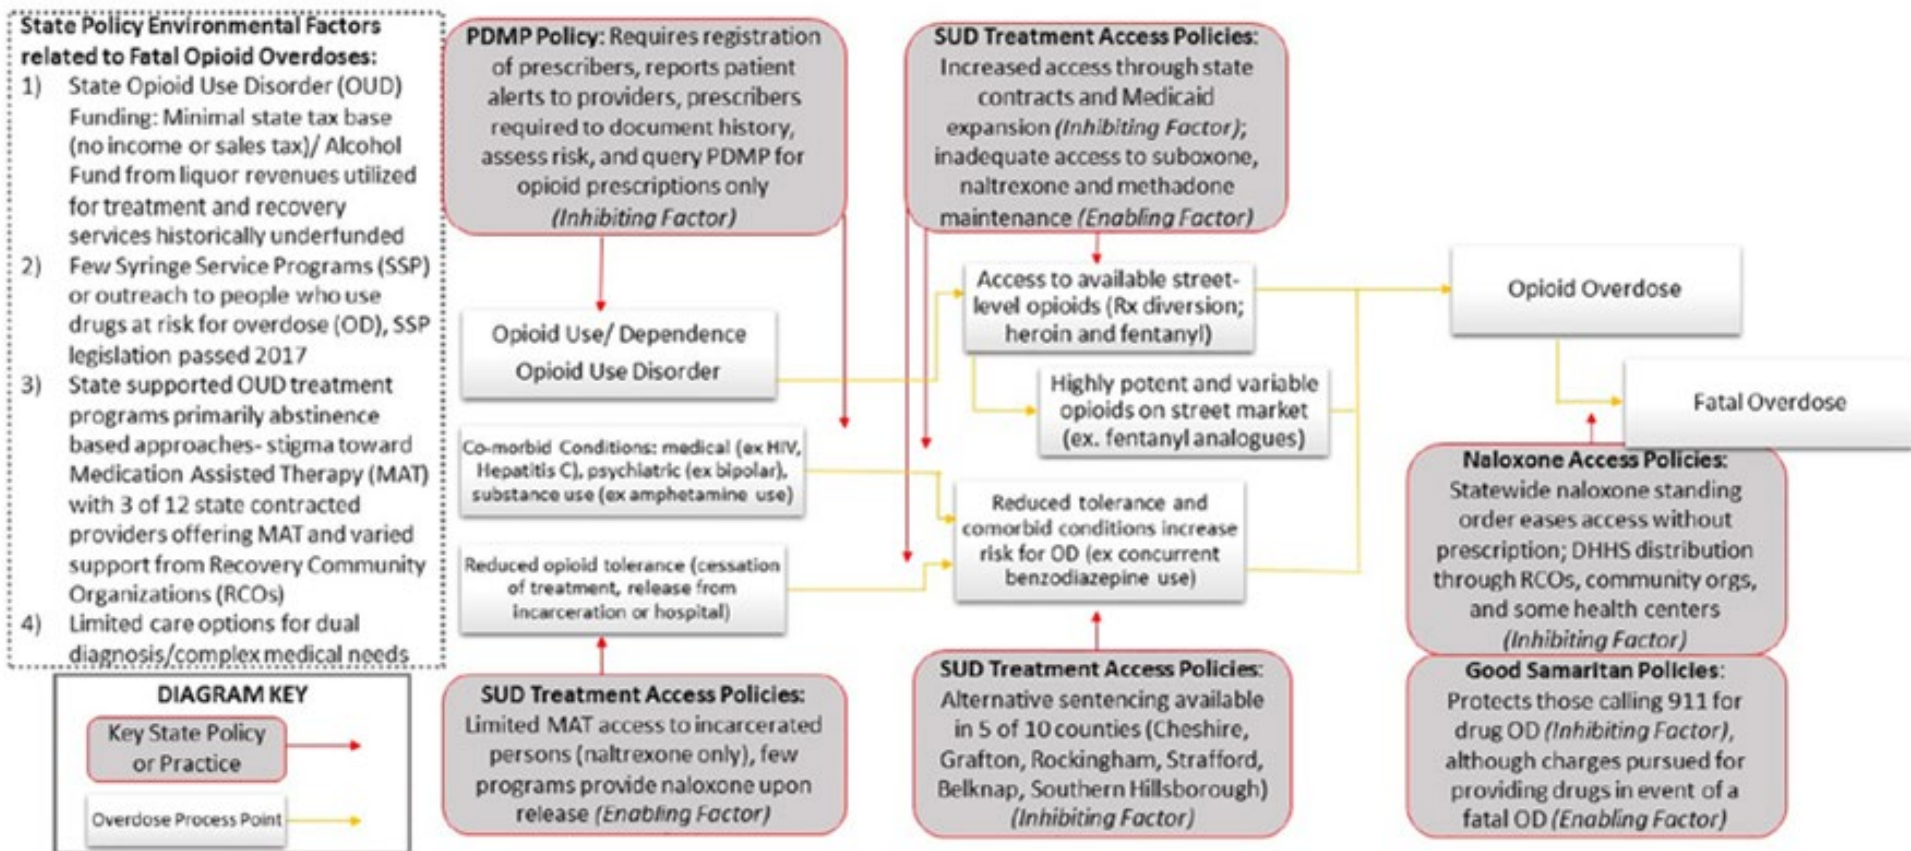 State Policy Environmental Factors
related to Fatal Opioid Overdoses:
1) State Opioid Use Disorder (OUD)
Funding: Minimal state tax base
(no income or sales tax)/ Alcohol
Fund from liquor revenues utilized
for treatment and recovery
services historically underfunded
2) Few Syringe Service Programs (SSP)
or outreach to people who use
drugs at risk for overdose (OD), SSP
legislation passed 2017
3) State supported OUD treatment
programs primarily abstinence
based approaches- stigma toward
Medication Assisted Therapy (MAT)
with 3 of 12 state contracted
providers offering MAT and varied
support from Recovery Community
Organizations (RCOs)
4) Limited care options for dual
diagnosis/complex medical needs
DIAGRAM KEY
Key State Policy
or Practice
Overdose Process Point
PDMP Policy: Requires registration
of prescribers, reports patient
alerts to providers, prescribers
required to document history,
assess risk, and query PDMP for
opioid prescriptions only
(Inhibiting Factor)
Opioid Use/ Dependence
Opioid Use Disorder
Co-morbid Conditions: medical (ex HIV,
Hepatitis C), psychiatric (ex bipolar),
substance use (ex amphetamine use)
Reduced opioid tolerance (cessation
of treatment, release from
incarceration or hospital)
SUD Treatment Access Policies:
Limited MAT access to incarcerated
persons (naltrexone only), few
programs provide naloxone upon
release (Enabling Factor)
SUD Treatment Access Policies:
Increased access through state
contracts and Medicaid
expansion (Inhibiting Factor);
inadequate access to suboxone,
naltrexone and methadone
maintenance (Enabling Factor)
Access to available street-
level opioids (Rx diversion;
heroin and fentanyl)
Highly potent and variable
opioids on street market
(ex. fentanyl analogues)
Reduced tolerance and
comorbid conditions increase
risk for OD (ex concurrent
benzodiazepine use)
SUD Treatment Access Policies:
Alternative sentencing available
in 5 of 10 counties (Cheshire,
Grafton, Rockingham, Strafford,
Belknap, Southern Hillsborough)
(Inhibiting Factor)
Opioid Overdose
Fatal Overdose
Naloxone Access Policies:
Statewide naloxone standing
order eases access without
prescription; DHHS distribution
through RCOs, community orgs,
and some health centers
(Inhibiting Factor)
Good Samaritan Policies:
Protects those calling 911 for
drug OD (Inhibiting Factor),
although charges pursued for
providing drugs in event of a
fatal OD (Enabling Factor)